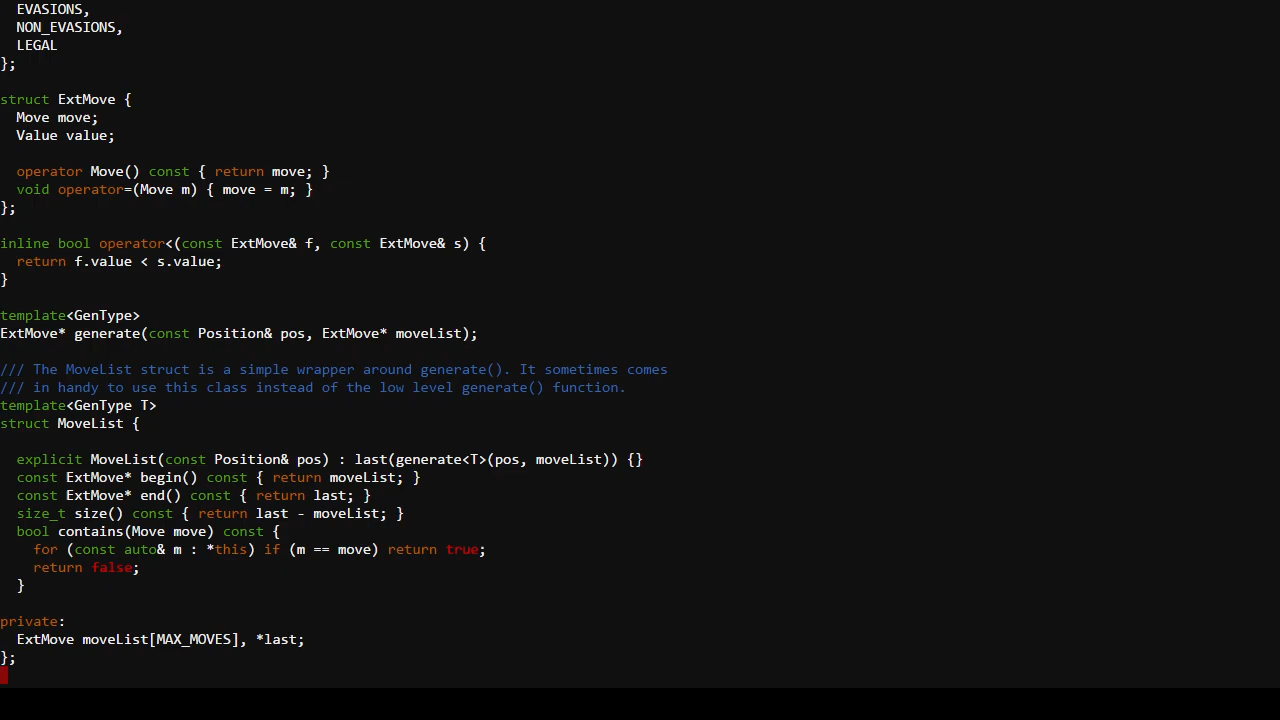 EVASIONS,
  NON_EVASIONS,
  LEGAL
};

struct ExtMove {
  Move move;
  Value value;

  operator Move() const { return move; }
  void operator=(Move m) { move = m; }
};

inline bool operator<(const ExtMove& f, const ExtMove& s) {
  return f.value < s.value;
}

template<GenType>
ExtMove* generate(const Position& pos, ExtMove* moveList);

/// The MoveList struct is a simple wrapper around generate(). It sometimes comes
/// in handy to use this class instead of the low level generate() function.
template<GenType T>
struct MoveList {

  explicit MoveList(const Position& pos) : last(generate<T>(pos, moveList)) {}
  const ExtMove* begin() const { return moveList; }
  const ExtMove* end() const { return last; }
  size_t size() const { return last - moveList; }
  bool contains(Move move) const {
    for (const auto& m : *this) if (m == move) return true;
    return false;
  }

private:
  ExtMove moveList[MAX_MOVES], *last;
};